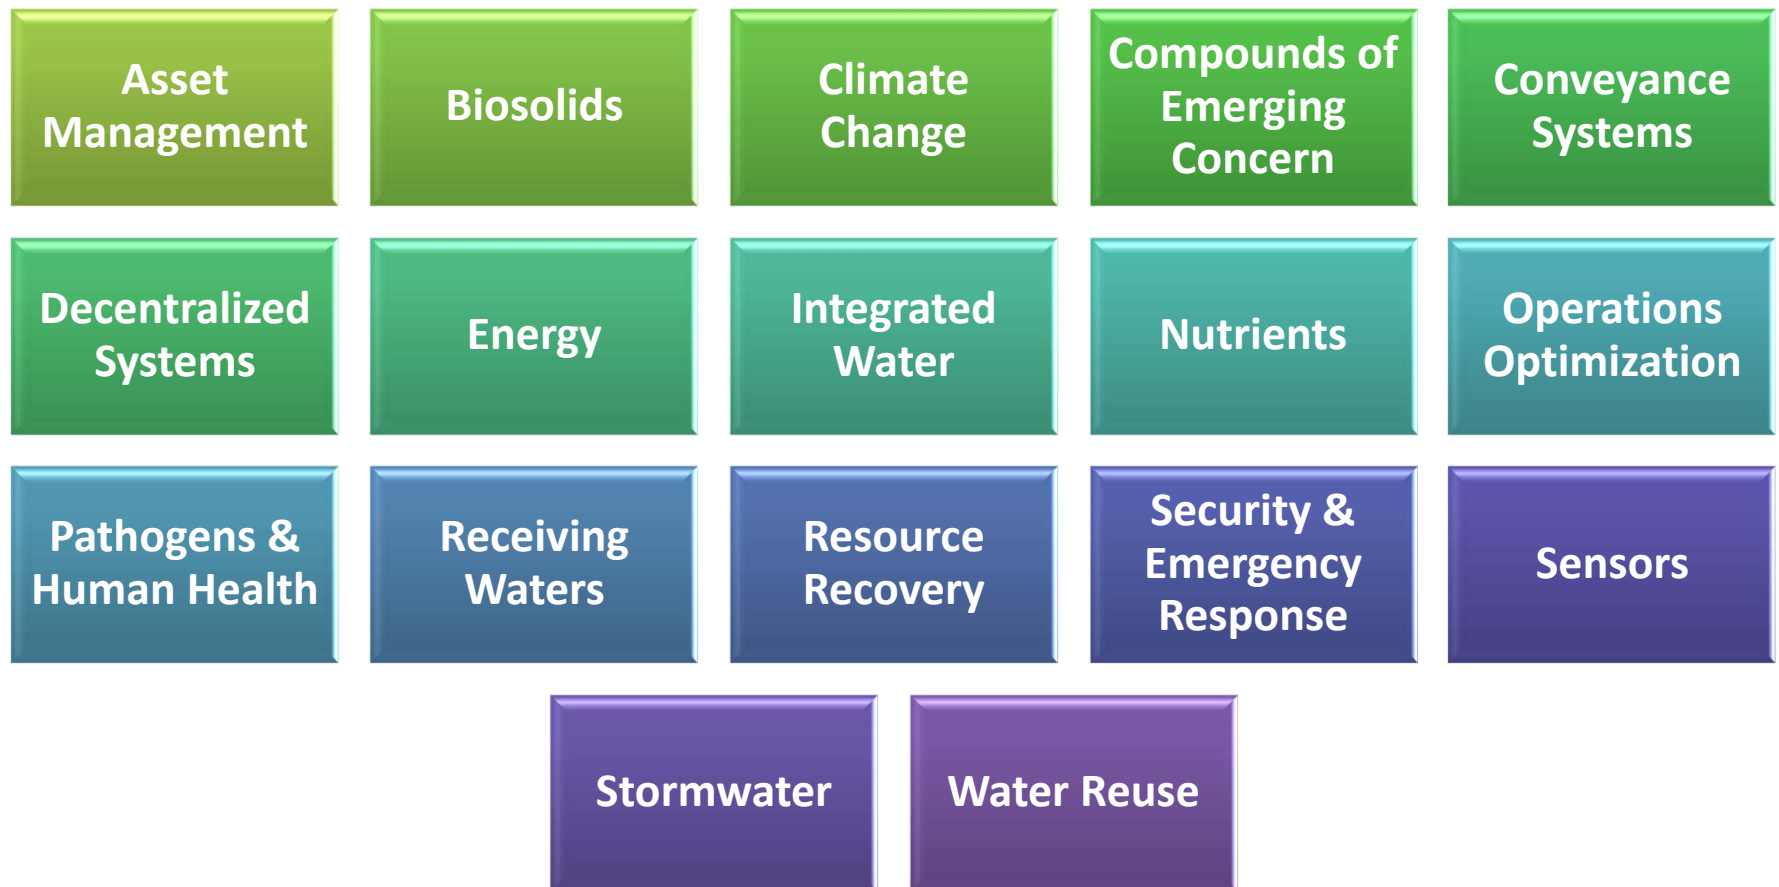 Asset
Management
Biosolids
Climate
Change
Compounds of
Emerging
Concern
Conveyance
Systems
Decentralized
Systems
Energy
Integrated
Water
Nutrients
Operations
Optimization
Pathogens &
Human Health
Receiving
Waters
Resource
Recovery
Security &
Emergency
Response
Sensors
Stormwater
Water Reuse